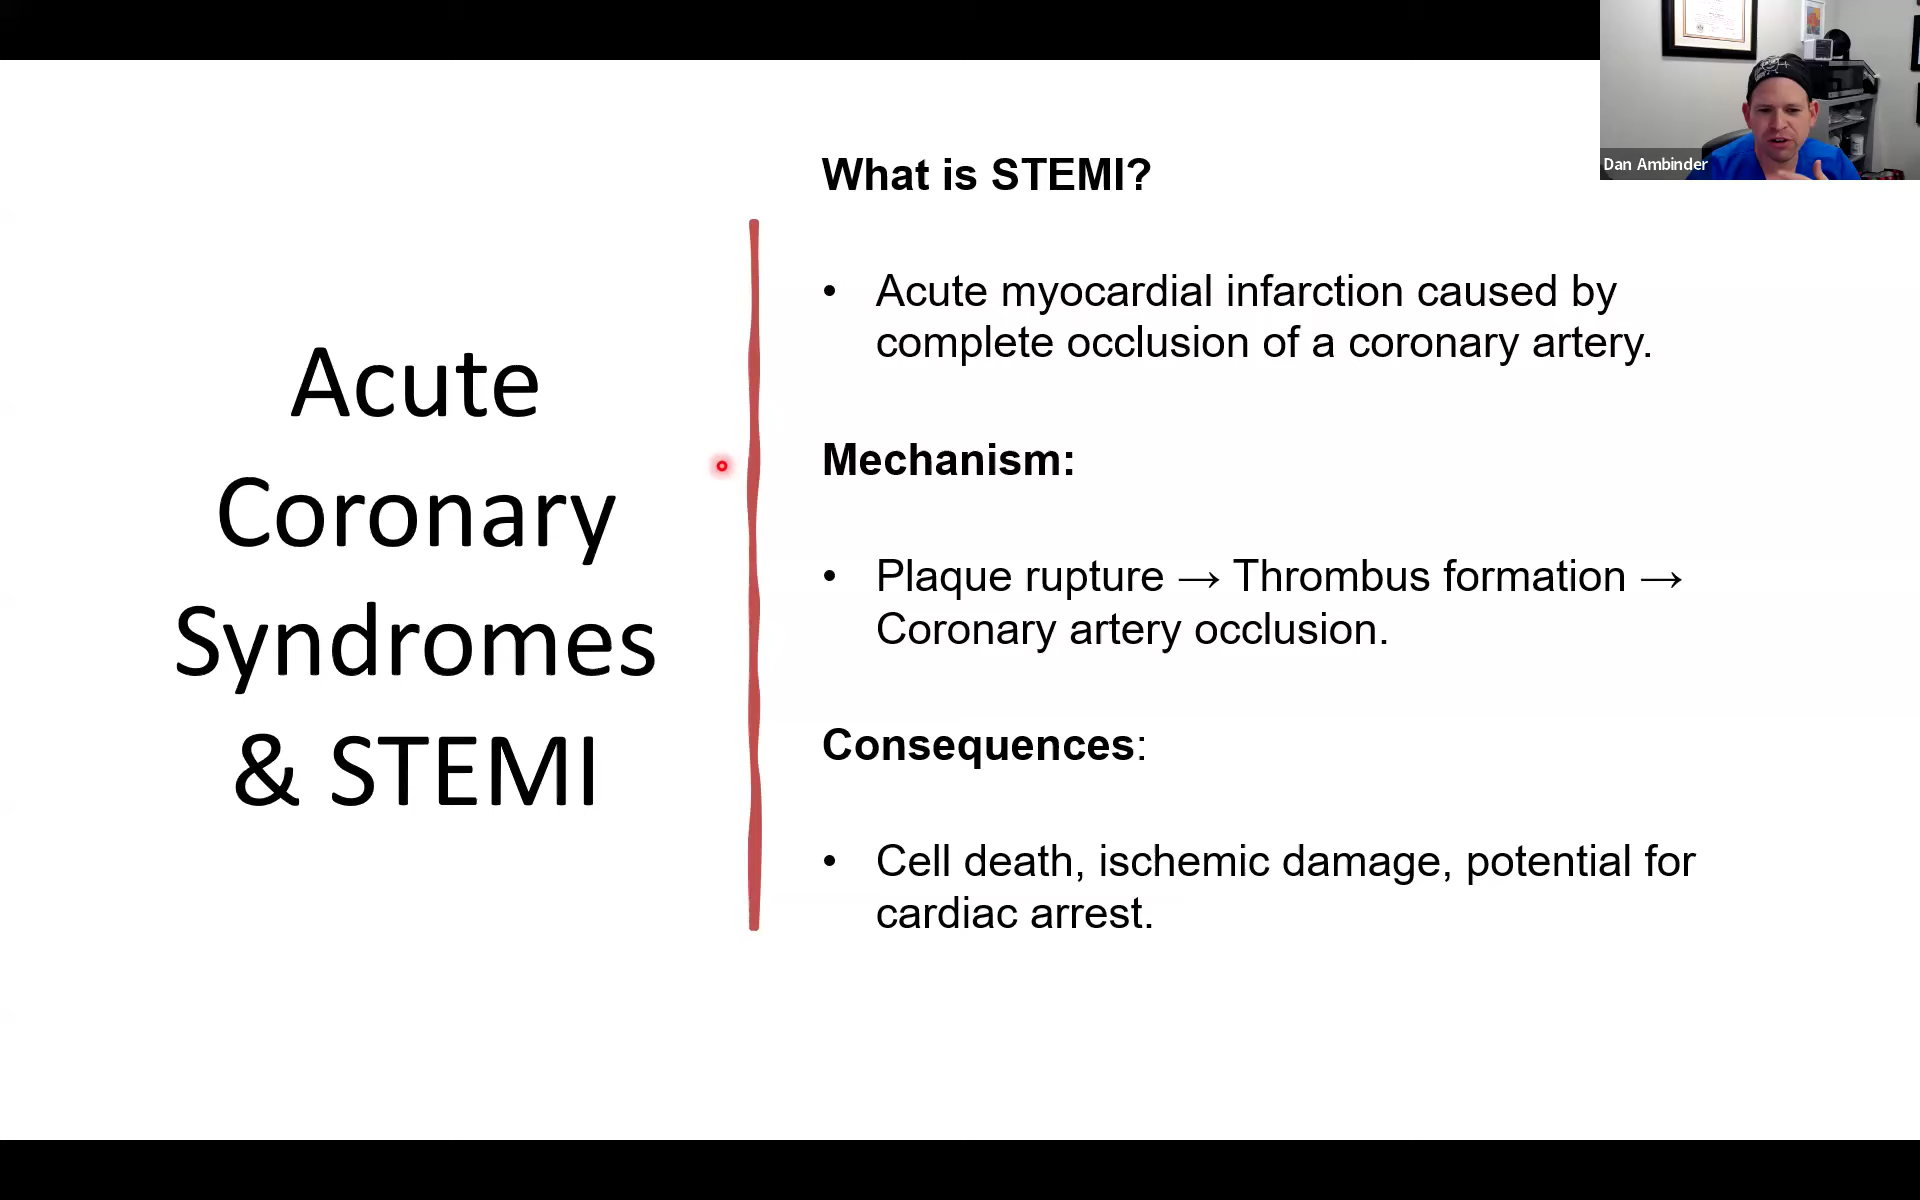 Acute
Coronary
Syndromes
& STEMI
What is STEMI?
• Acute myocardial infarction caused by
complete occlusion of a coronary artery.
Mechanism:
• Plaque rupture → Thrombus formation →
Coronary artery occlusion.
Consequences:
• Cell death, ischemic damage, potential for
cardiac arrest.
Dan Ambinder